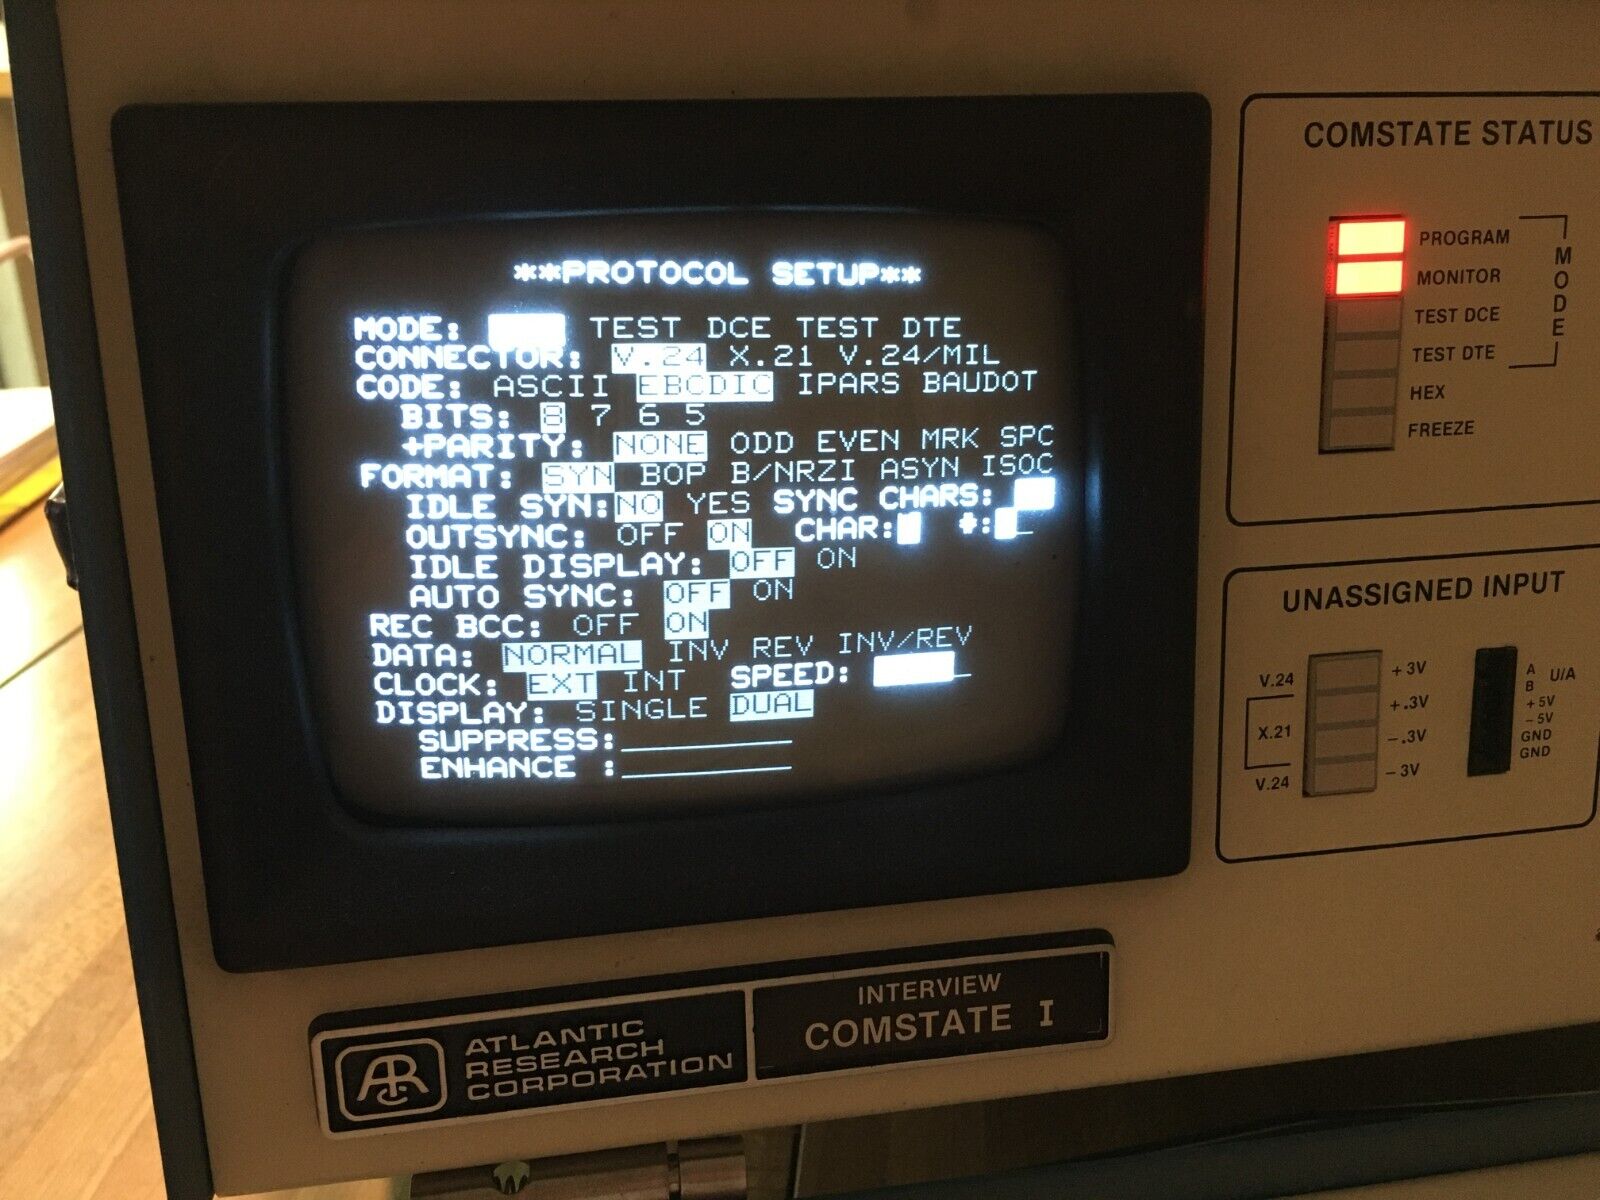 **PROTOCOL SETUP**
MODE: TEST DCE TEST DTE
CONNECTOR: V.24 X.21 V.24/MIL
CODE: ASCII EBCDIC IPARS BAUDOT
BITS: 8 7 6 5
+PARITY: NONE ODD EVEN MRK SPC
FORMAT: SYN BOP B/NRZI ASYN ISOC
IDLE SYN: NO YES SYNC CHARS:
OUTSYNC: OFF ON CHAR: #:
IDLE DISPLAY: OFF ON
AUTO SYNC: OFF ON
REC BCC: OFF ON
DATA: NORMAL INV REV INV/REV
CLOCK: EXT INT SPEED:
DISPLAY: SINGLE DUAL
SUPPRESS:
ENHANCE :
COMSTATE STATUS
PROGRAM
MONITOR
TEST DCE
TEST DTE
HEX
FREEZE
MODE
UNASSIGNED INPUT
V.24
X.21
V.24
+3V
+.3V
-.3V
-3V
A
B
U/A
+5V
-5V
GND
GND
ARC
ATLANTIC
RESEARCH
CORPORATION
INTERVIEW
COMSTATE I